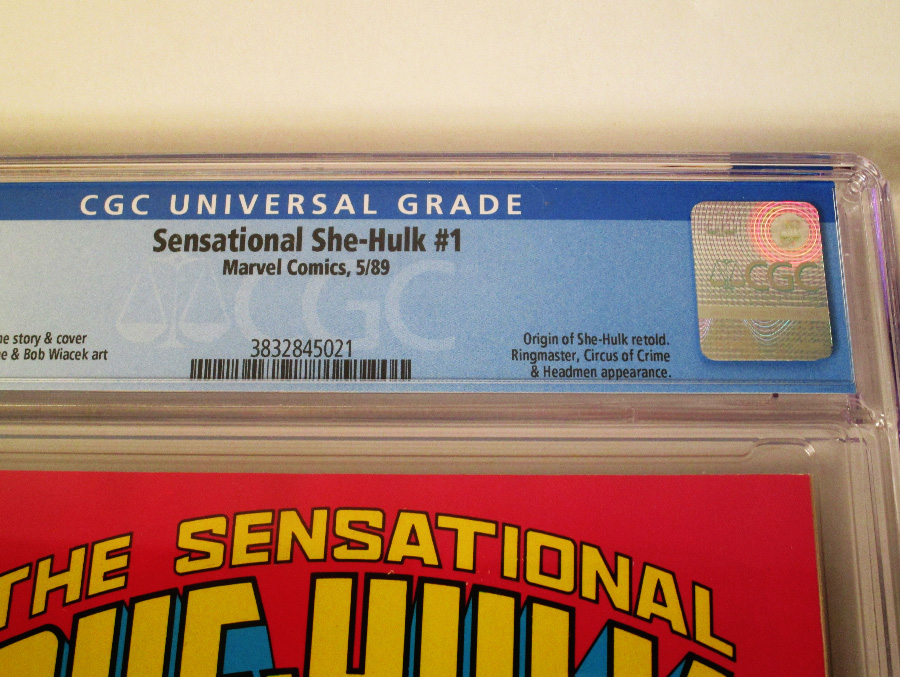 CGC UNIVERSAL GRADE
Sensational She-Hulk #1
Marvel Comics, 5/89
CGC
CGC
story & cover
& Bob Wiacek art
3832845021
Origin of She-Hulk retold.
Ringmaster, Circus of Crime
& Headmen appearance.
THE SENSATIONAL